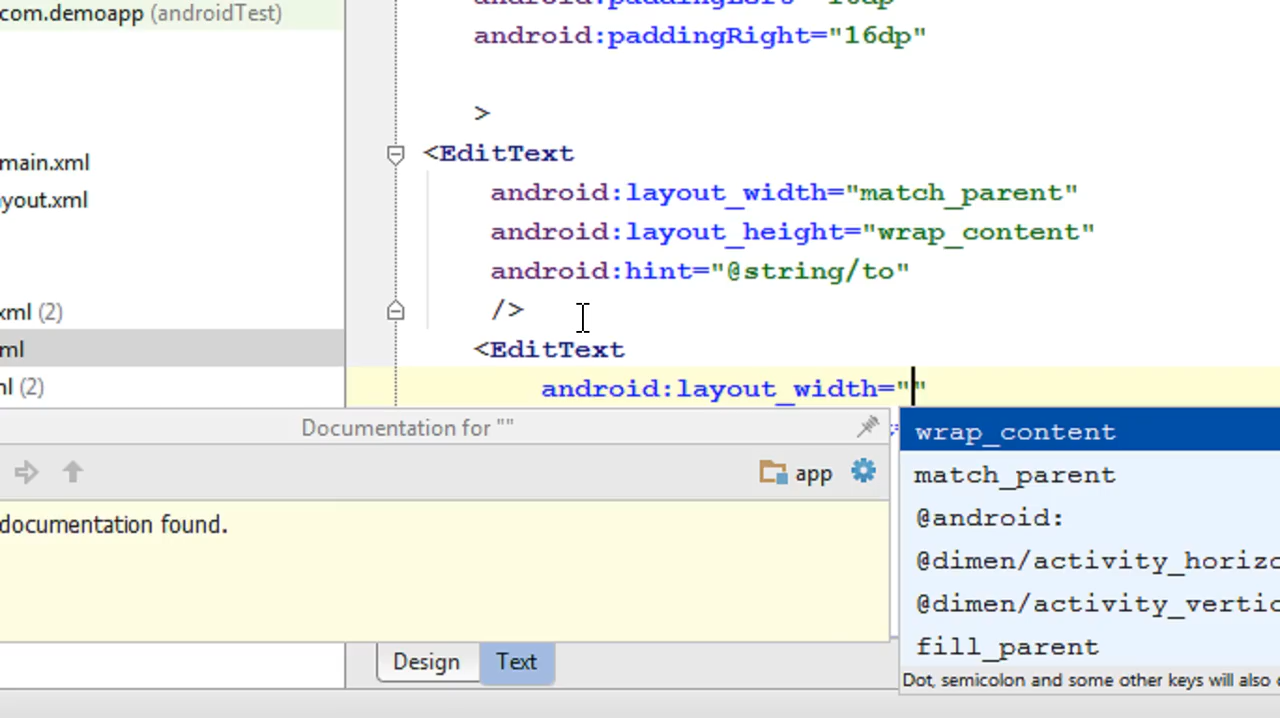 com.demoapp (androidTest)
android:paddingRight="16dp"
>
main.xml
<EditText
android:layout_width="match_parent"
yout.xml
android:layout_height="wrap_content"
android:hint="@string/to"
xml (2)
/>
ml
<EditText
ml (2)
android:layout_width=""
Documentation for ""
app
documentation found.
wrap_content
match_parent
@android:
@dimen/activity_horizo
@dimen/activity_vertic
fill_parent
Dot, semicolon and some other keys will also
Design
Text